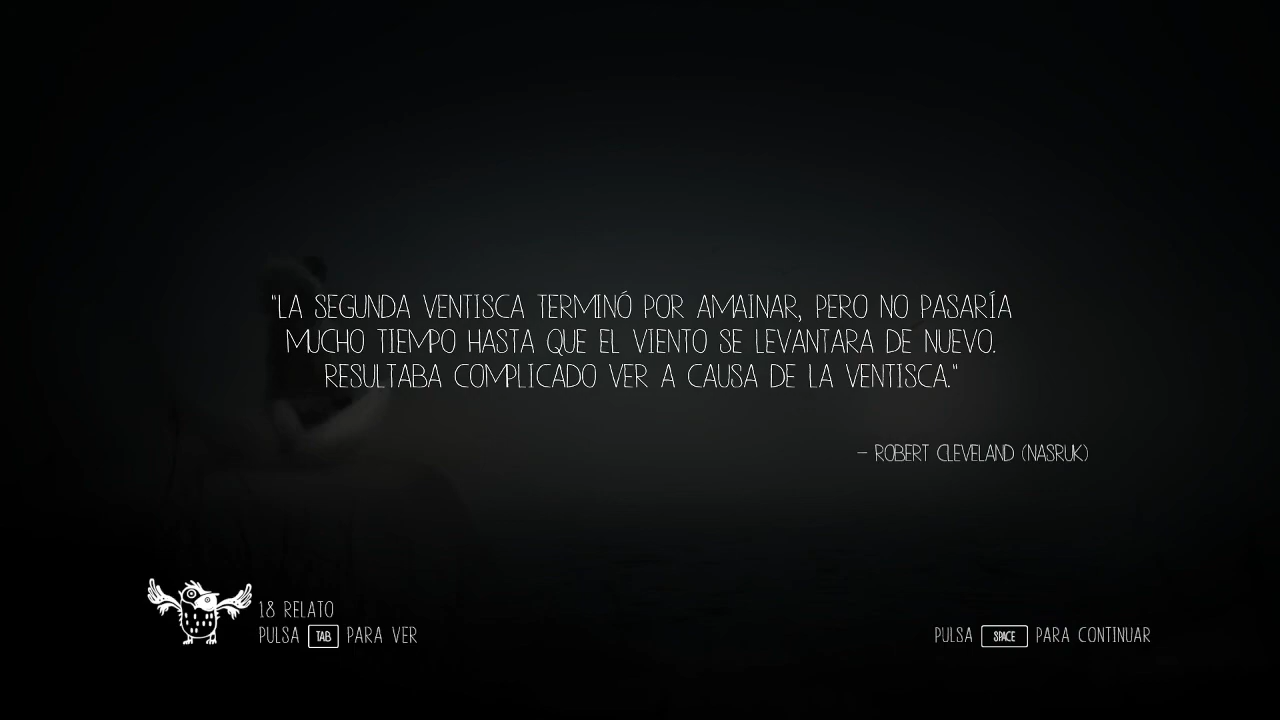 "LA SEGUNDA VENTISCA TERMINÓ POR AMAINAR, PERO NO PASARÍA
MUCHO TIEMPO HASTA QUE EL VIENTO SE LEVANTARA DE NUEVO.
RESULTABA COMPLICADO VER A CAUSA DE LA VENTISCA."
– ROBERT CLEVELAND (NASRUK)
18 RELATO
PULSA TAB PARA VER
PULSA SPACE PARA CONTINUAR